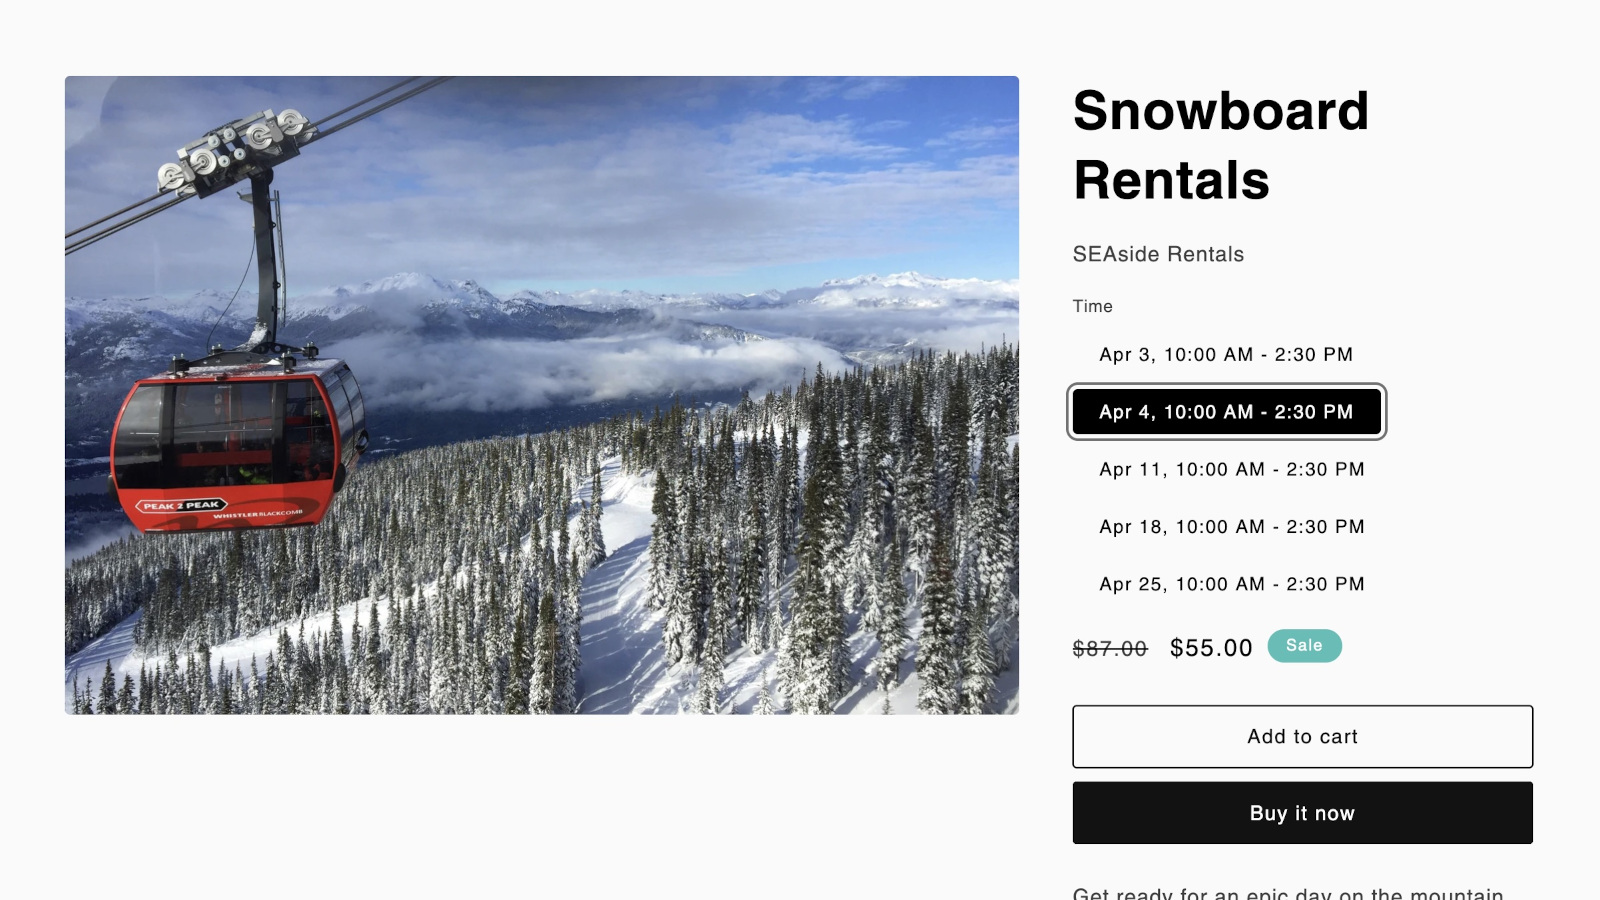 PEAK 2 PEAK
WHISTLERBLACKCOMB
Snowboard
Rentals
SEAside Rentals
Time
Apr 3, 10:00 AM - 2:30 PM
Apr 4, 10:00 AM - 2:30 PM
Apr 11, 10:00 AM - 2:30 PM
Apr 18, 10:00 AM - 2:30 PM
Apr 25, 10:00 AM - 2:30 PM
$87.00 $55.00 Sale
Add to cart
Buy it now
Get ready for an epic day on the mountain